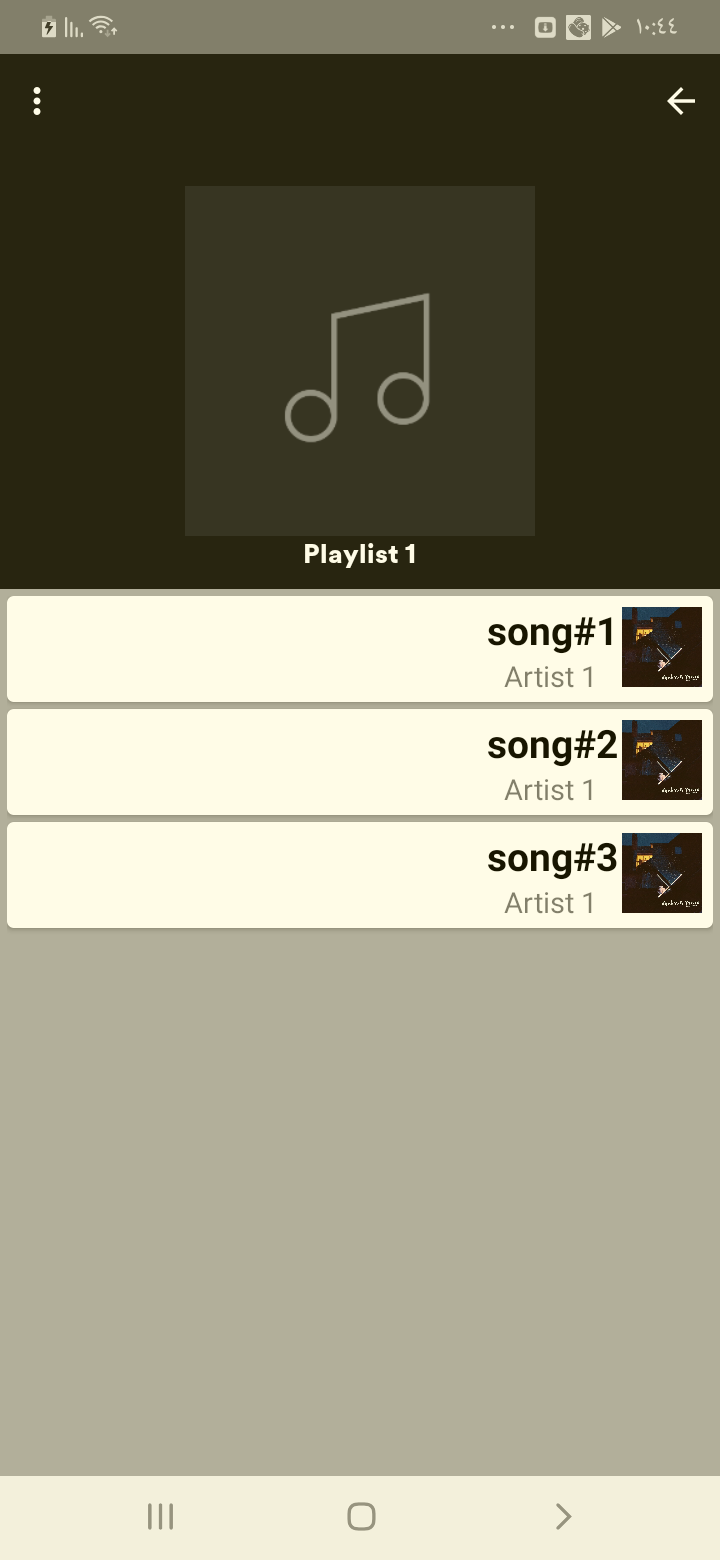 ١٠:٤٤
Playlist 1
song#1
Artist 1
song#2
Artist 1
song#3
Artist 1